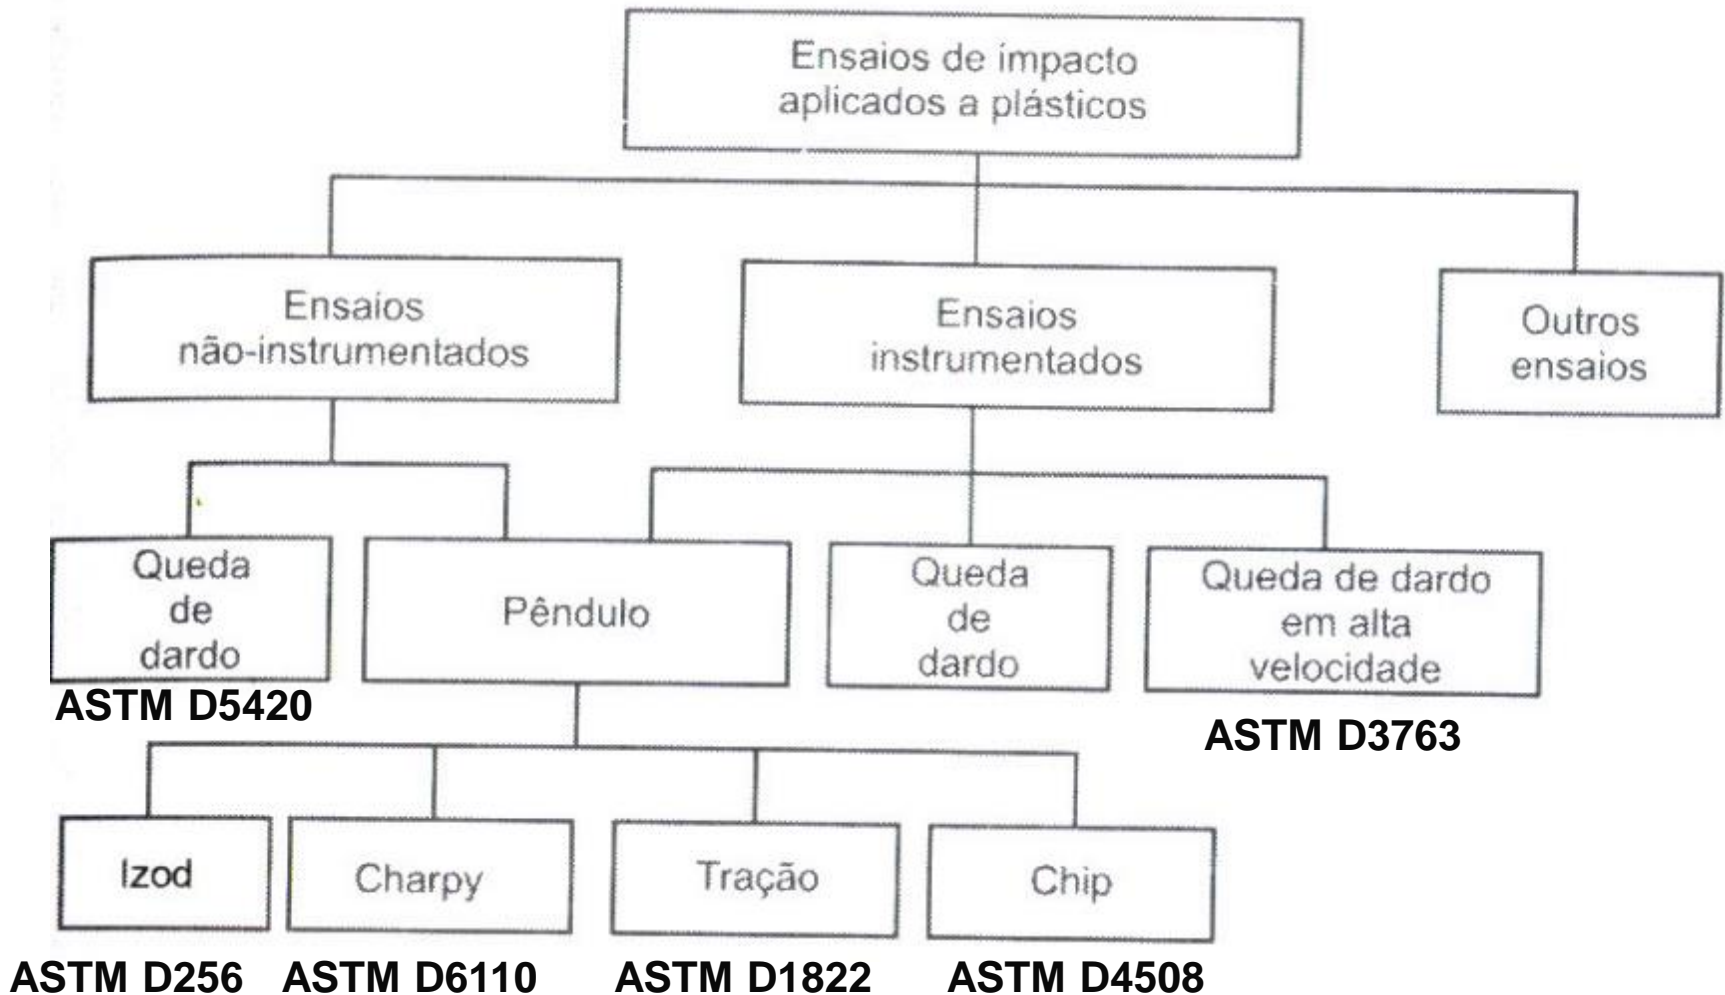 Ensaios de impacto
aplicados a plásticos
Ensaios
não-instrumentados
Ensaios
instrumentados
Outros
ensaios
Queda
de
dardo
Pêndulo
Queda
de
dardo
Queda de dardo
em alta
velocidade
ASTM D5420
ASTM D3763
Izod
Charpy
Tração
Chip
ASTM D256
ASTM D6110
ASTM D1822
ASTM D4508